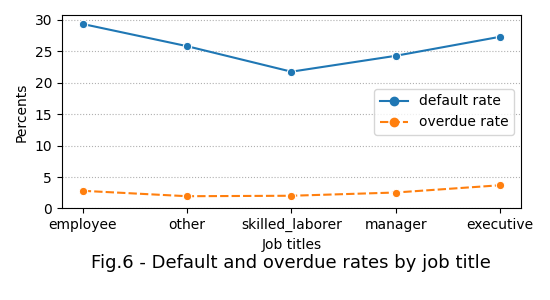 30
25
20
15
10
5
0
Percents
default rate
overdue rate
employee other skilled_laborer manager executive
Job titles
Fig.6 - Default and overdue rates by job title